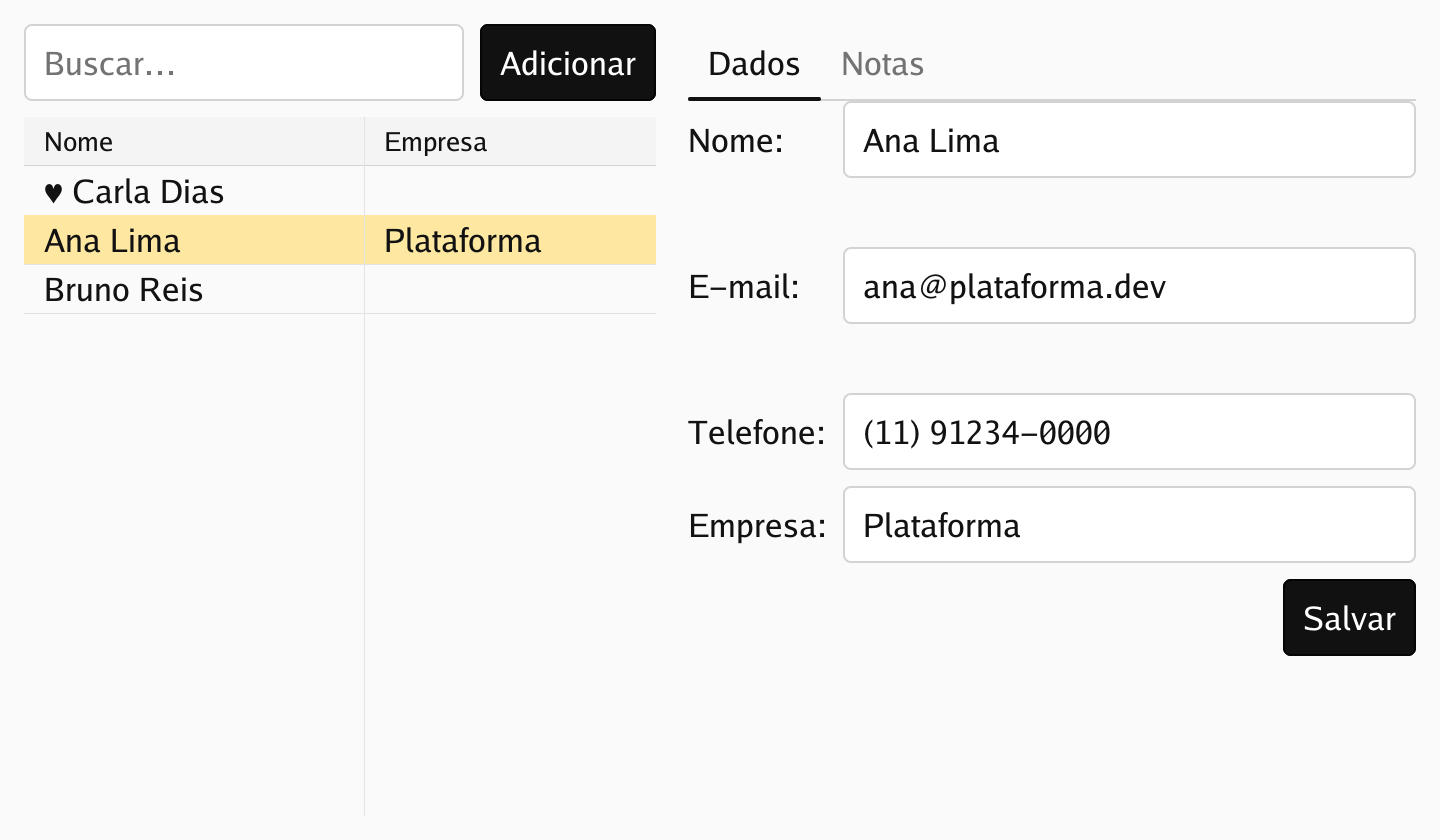 Buscar...
Adicionar
Nome Empresa
♥ Carla Dias
Ana Lima Plataforma
Bruno Reis
Dados Notas
Nome: Ana Lima
E-mail: ana@plataforma.dev
Telefone: (11) 91234-0000
Empresa: Plataforma
Salvar